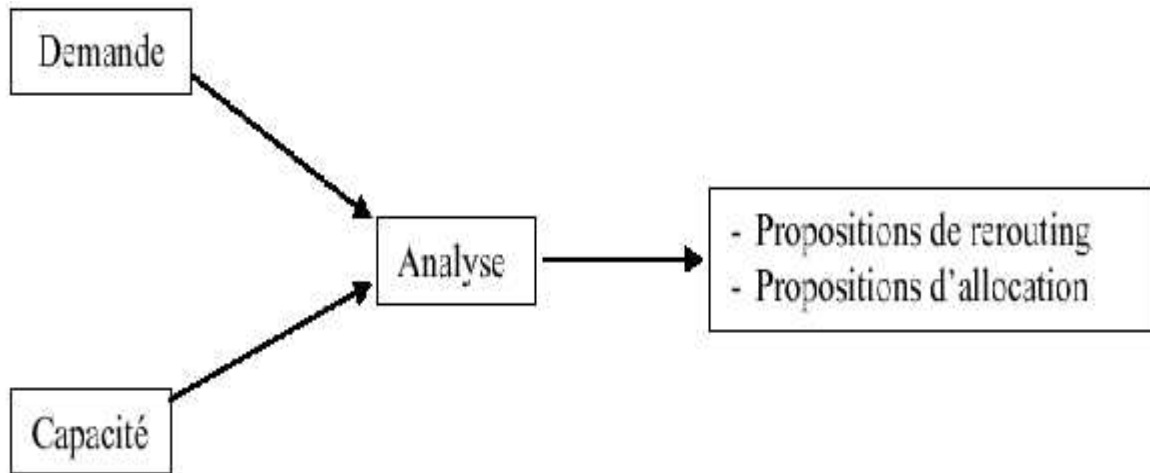 Demande
Analyse
- Propositions de rerouting
- Propositions d'allocation
Capacité